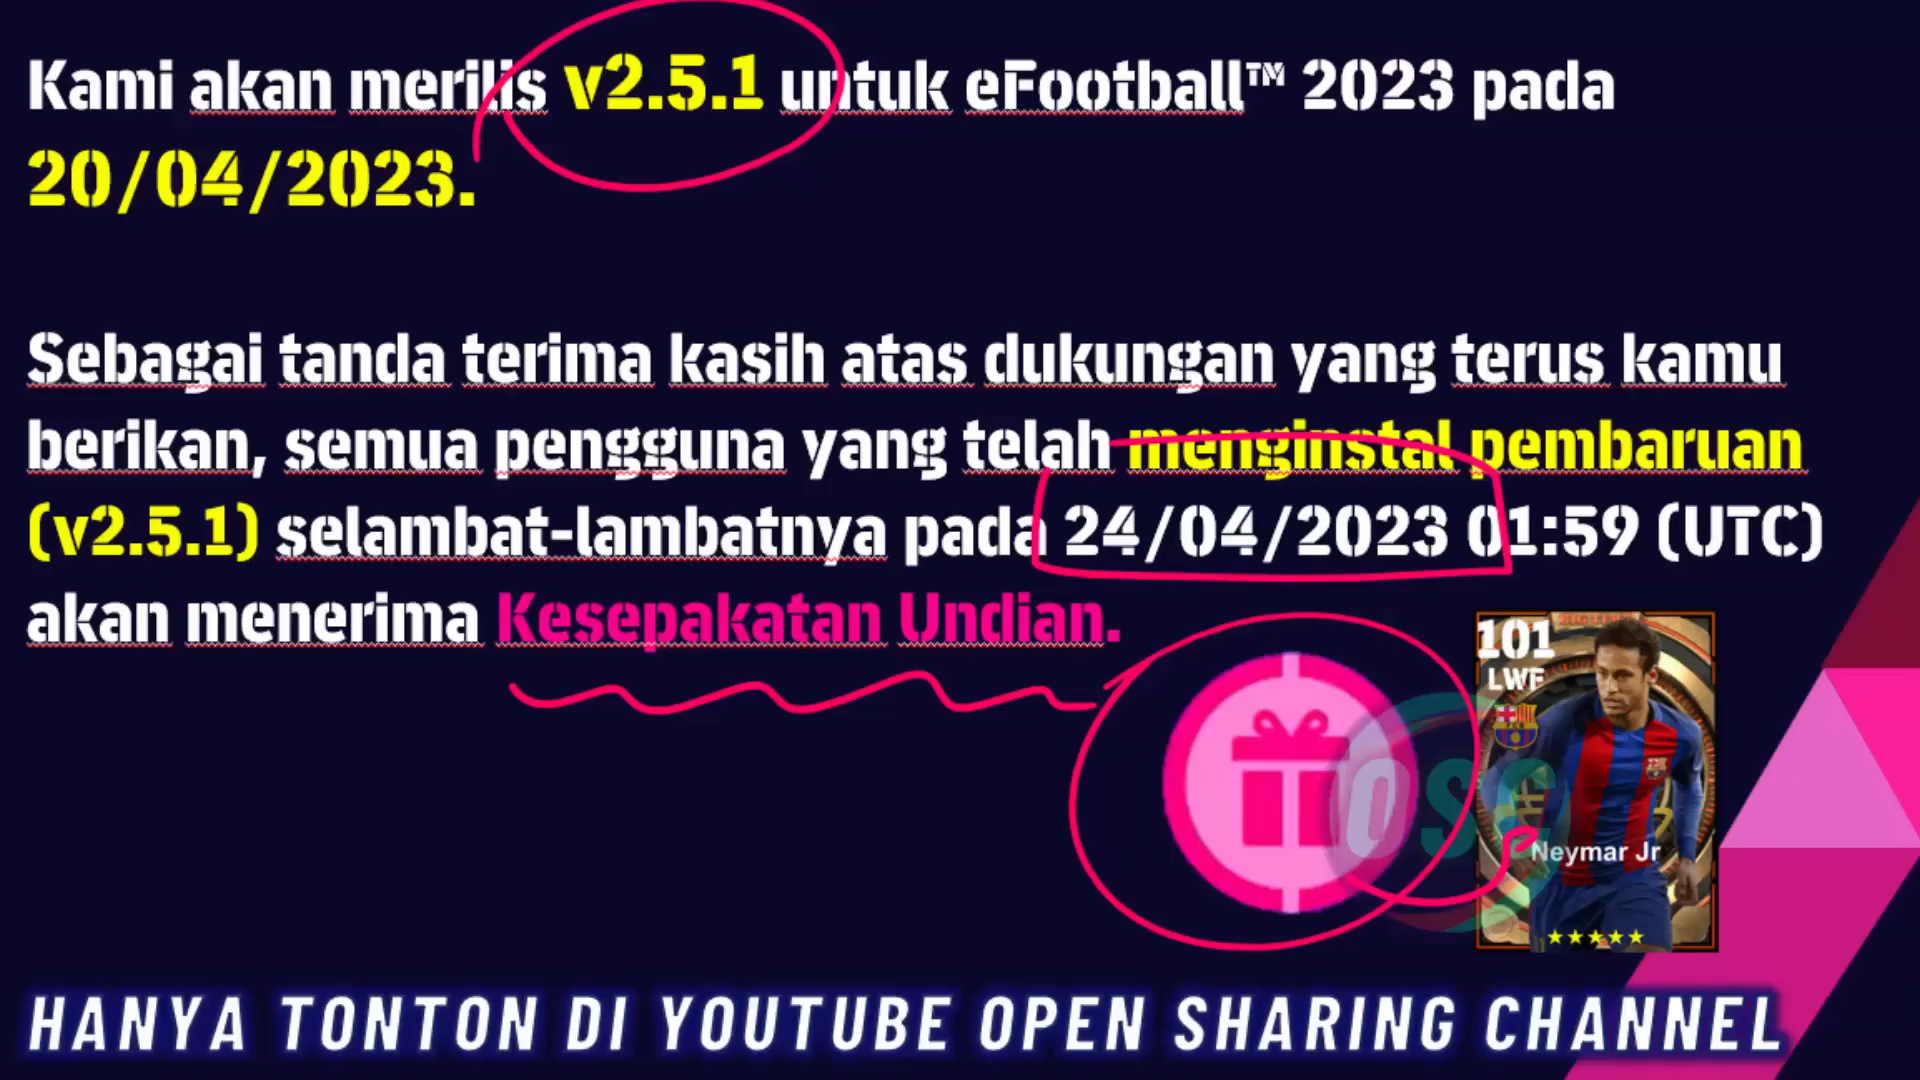 Kami akan merilis v2.5.1 untuk eFootball™ 2023 pada
20/04/2023.
Sebagai tanda terima kasih atas dukungan yang terus kamu
berikan, semua pengguna yang telah menginstal pembaruan
(v2.5.1) selambat-lambatnya pada 24/04/2023 01:59 (UTC)
akan menerima Kesepakatan Undian.
101
LWF
OSC
Neymar Jr
HANYA TONTON DI YOUTUBE OPEN SHARING CHANNEL